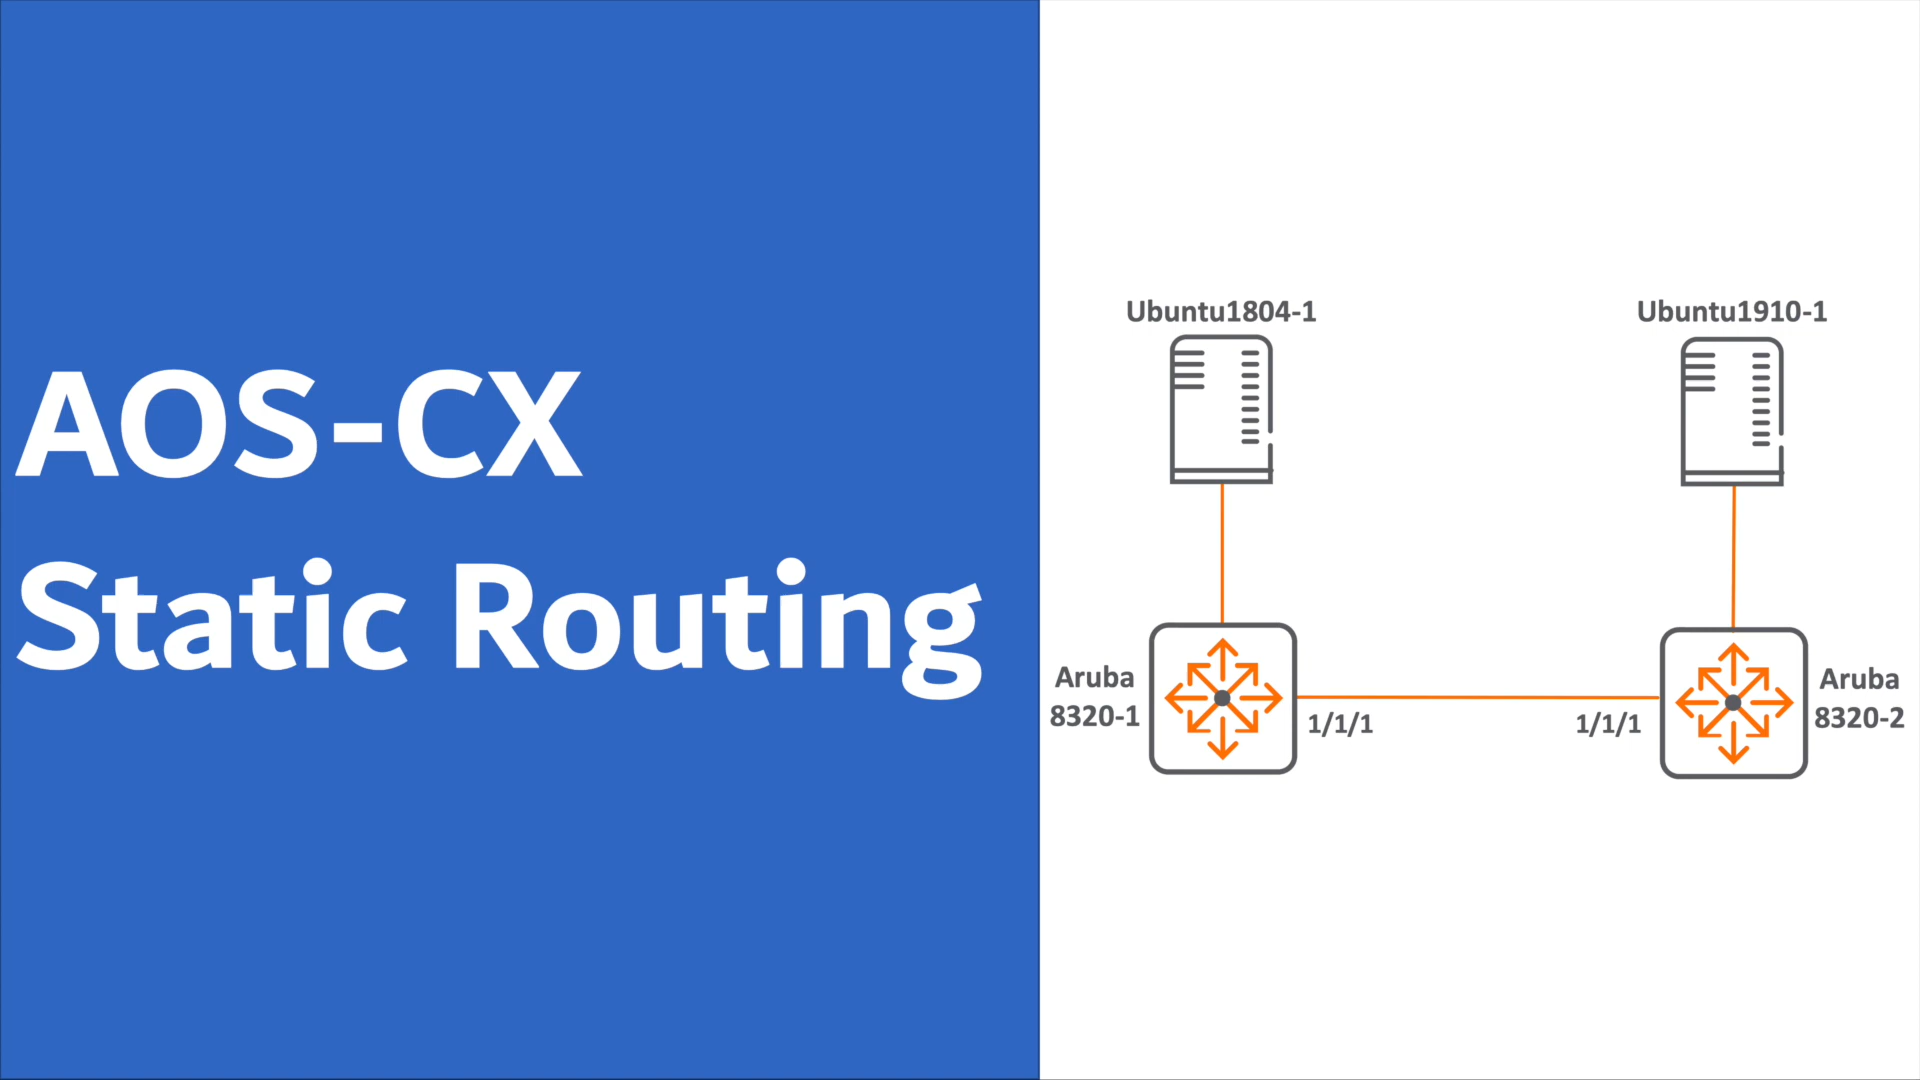 AOS-CX
Static Routing
Ubuntu1804-1
Ubuntu1910-1
Aruba
8320-1
1/1/1
1/1/1
Aruba
8320-2